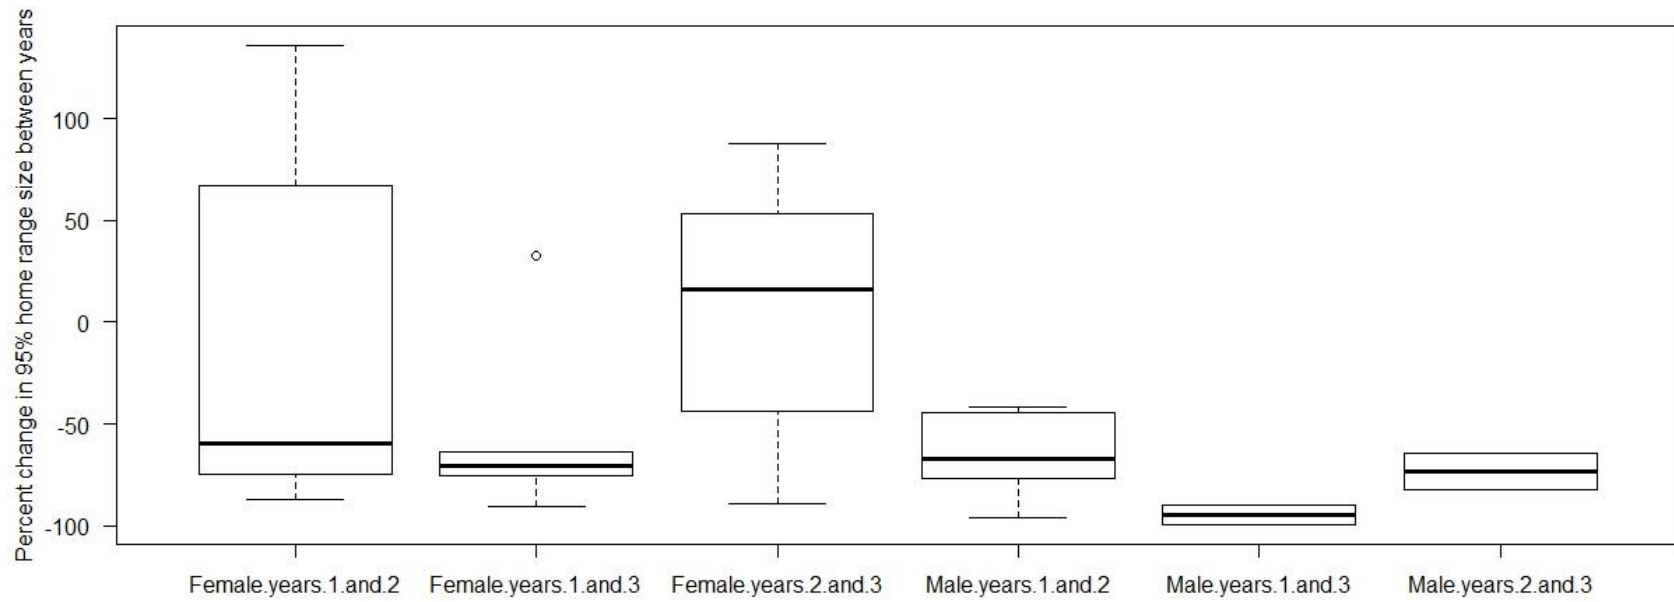 Percent change in 95% home range size between years
100
50
0
-50
-100
Female.years.1.and.2
Female.years.1.and.3
Female.years.2.and.3
Male.years.1.and.2
Male.years.1.and.3
Male.years.2.and.3